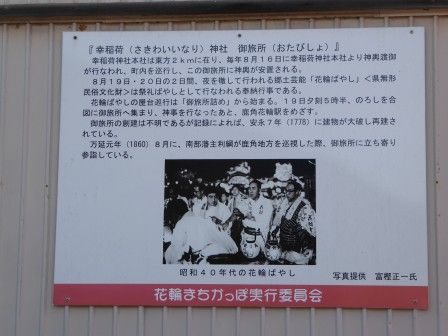 『幸稲荷(さきわいいなり)神社 御旅所(おたびしょ)』
幸稲荷神社本社は東方2kmに在り、毎年8月16日に幸稲荷神社本社より神輿渡御
が行なわれ、町内を巡行し、この御旅所に神輿が安置される。
8月19日・20日の2日間、夜を徹して行われる郷土芸能「花輪ばやし」<県無形
民俗文化財>は祭礼ばやしとして行なわれる奉納行事である。
花輪ばやしの屋台巡行は「御旅所詰め」から始まる。19日夕刻5時半、のろしを合
図に御旅所へ集まり、神事を行なったあと、鹿角花輪駅をめざす。
御旅所の創建は不明であるが記録によれば、安永7年(1778)に建物が大破し再建さ
れている。
万延元年(1860)8月に、南部藩主利剛が鹿角地方を巡視した際、御旅所に立ち寄り
参詣している。
昭和40年代の花輪ばやし
写真提供 富樫正一氏
花輪まちかっぽ実行委員会